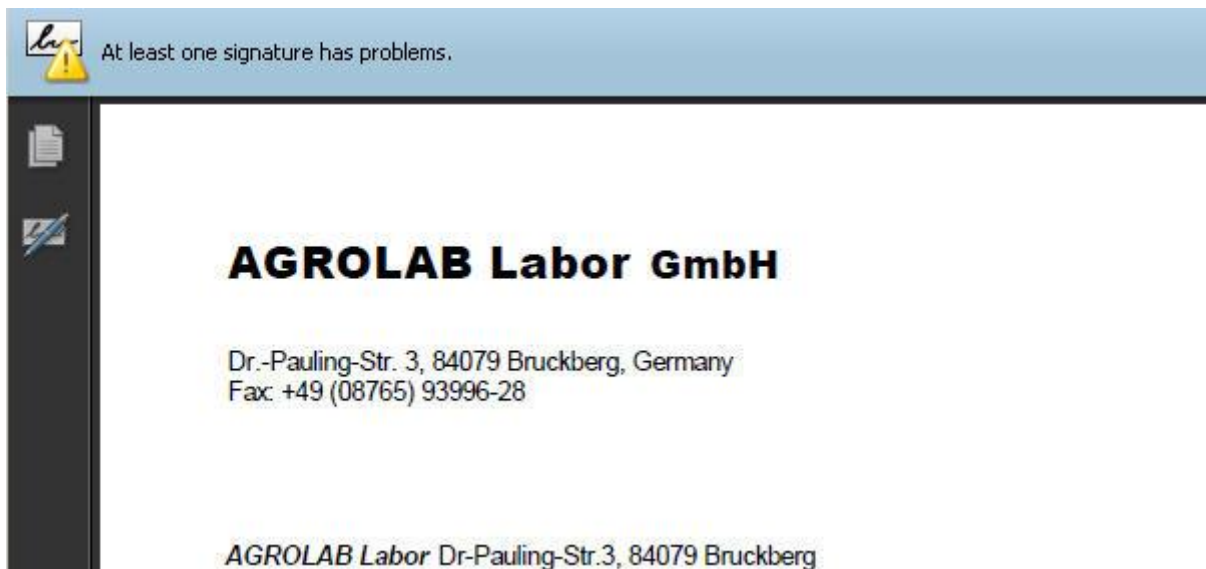 At least one signature has problems.
AGROLAB Labor GmbH
Dr.-Pauling-Str. 3, 84079 Bruckberg, Germany
Fax: +49 (08765) 93996-28
AGROLAB Labor Dr-Pauling-Str.3, 84079 Bruckberg